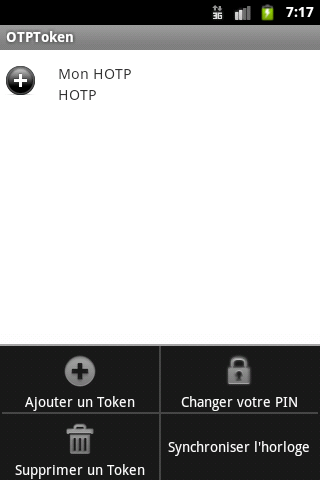 3G
7:17
OTPToken
Mon HOTP
HOTP
Ajouter un Token
Changer votre PIN
Supprimer un Token
Synchroniser l'horloge